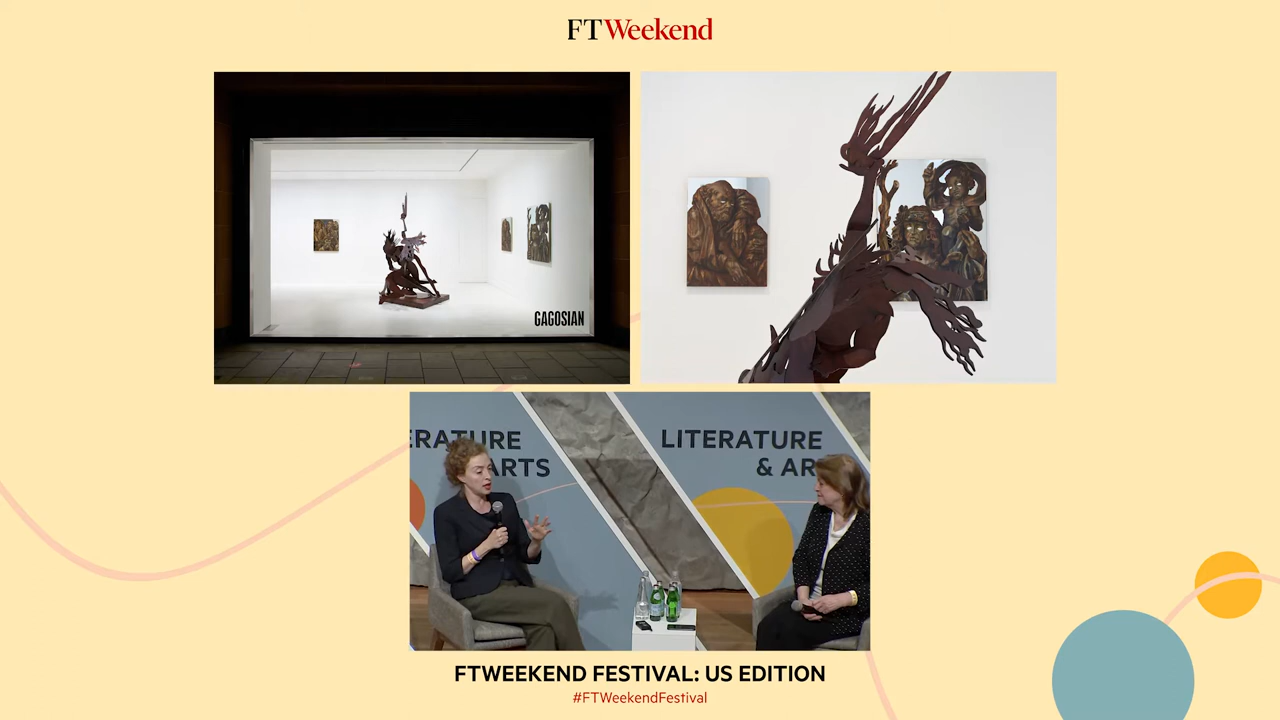 FTWeekend
GAGOSIAN
ERATURE
ARTS
LITERATURE
& AR
FTWEEKEND FESTIVAL: US EDITION
#FTWeekendFestival